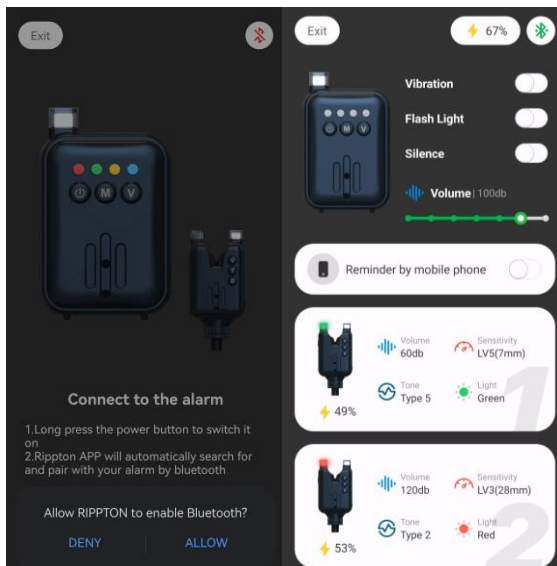 Exit
M V
Connect to the alarm
1.Long press the power button to switch it
on
2.Rippton APP will automatically search for
and pair with your alarm by bluetooth
Allow RIPPTON to enable Bluetooth?
DENY ALLOW
Exit
67%
Vibration
Flash Light
Silence
M V
Volume | 100db
Reminder by mobile phone
Volume
60db
Sensitivity
LV5(7mm)
Tone
Type 5
Light
Green
49%
1
Volume
120db
Sensitivity
LV3(28mm)
Tone
Type 2
Light
Red
53%
2